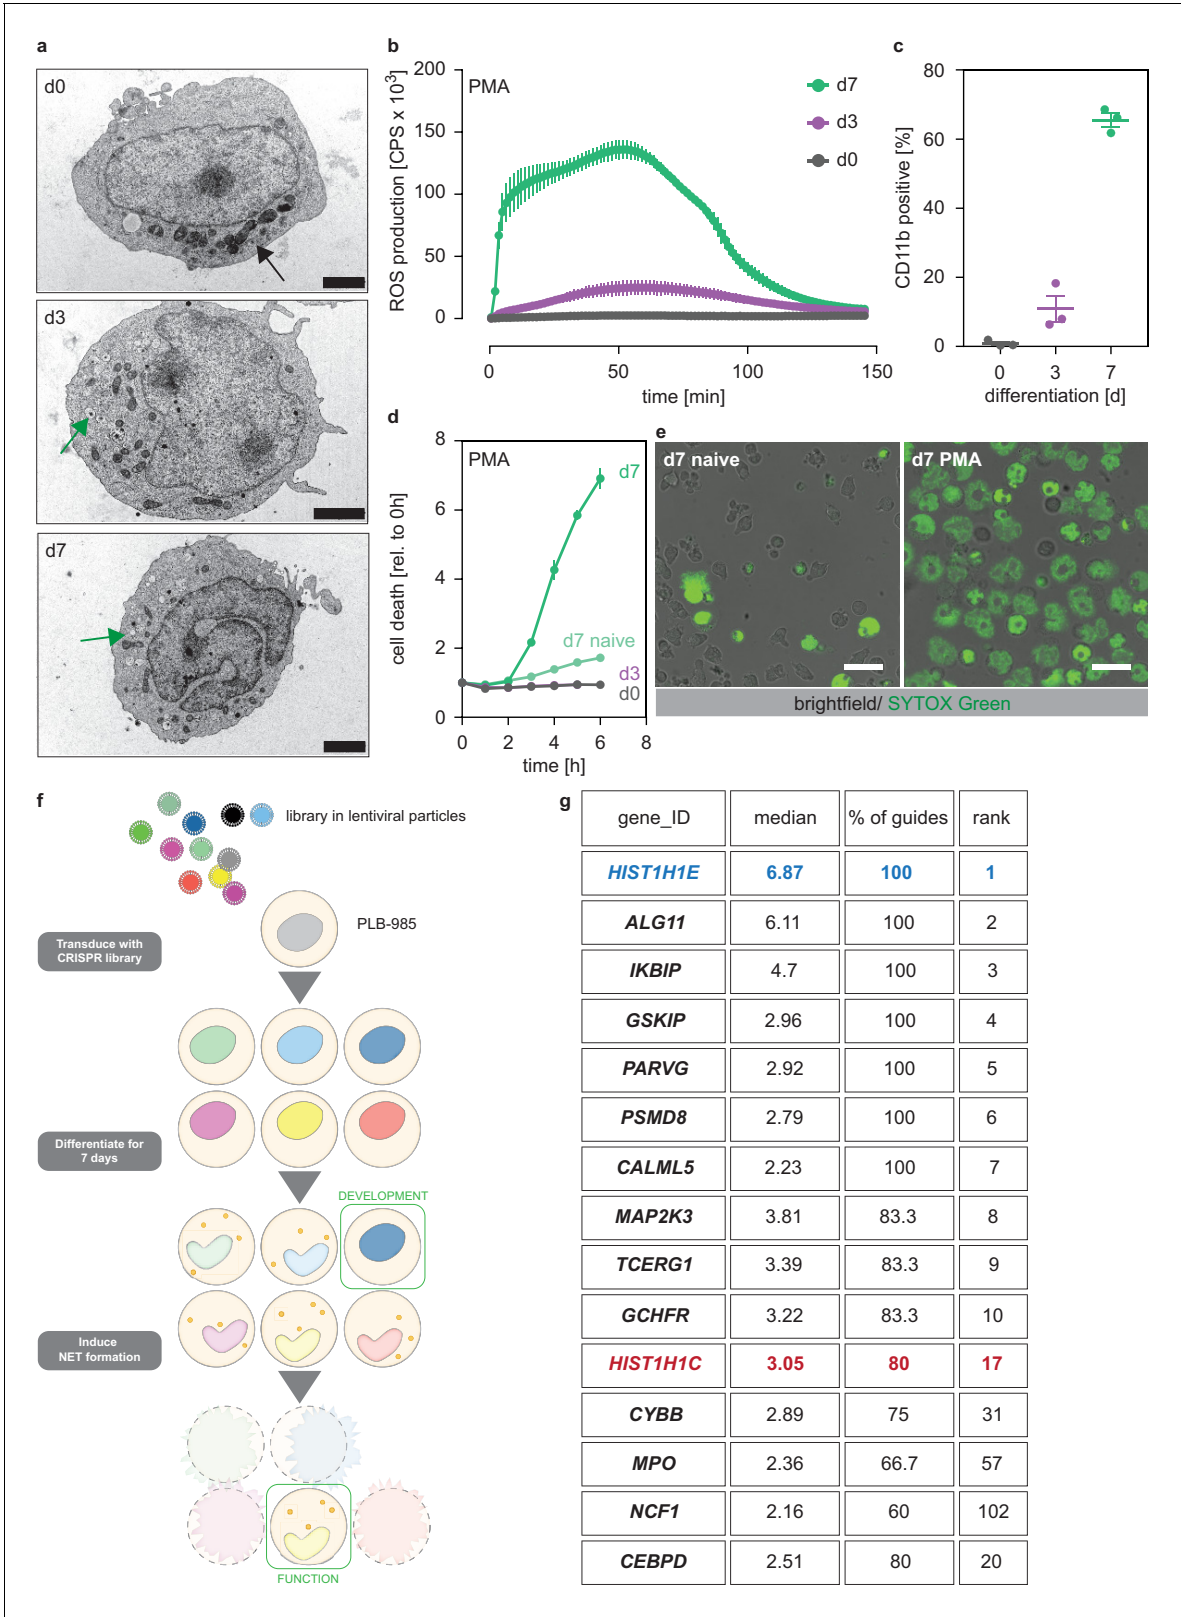 a
d0
d3
d7
b
PMA
ROS production [CPS x 10³]
200
150
100
50
0
0
50
100
150
time [min]
d7
d3
d0
c
CD11b positive [%]
80
60
40
20
0
0
3
7
differentiation [d]
d
PMA
cell death [rel. to 0h]
8
6
4
2
0
0
2
4
6
8
time [h]
d7
d7 naive
d3
d0
e
d7 naive
d7 PMA
brightfield/ SYTOX Green
f
library in lentiviral particles
PLB-985
Transduce with
CRISPR library
Differentiate for
7 days
DEVELOPMENT
Induce
NET formation
FUNCTION
g
gene_ID median % of guides rank
HIST1H1E 6.87 100 1
ALG11 6.11 100 2
IKBIP 4.7 100 3
GSKIP 2.96 100 4
PARVG 2.92 100 5
PSMD8 2.79 100 6
CALML5 2.23 100 7
MAP2K3 3.81 83.3 8
TCERG1 3.39 83.3 9
GCHFR 3.22 83.3 10
HIST1H1C 3.05 80 17
CYBB 2.89 75 31
MPO 2.36 66.7 57
NCF1 2.16 60 102
CEBPD 2.51 80 20